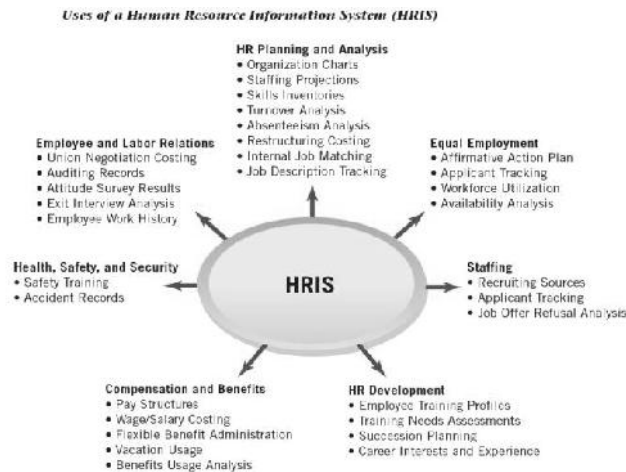 Uses of a Human Resource Information System (HRIS)
HR Planning and Analysis
• Organization Charts
• Staffing Projections
• Skills Inventories
• Turnover Analysis
• Absenteeism Analysis
• Restructuring Costing
• Internal Job Matching
• Job Description Tracking
Employee and Labor Relations
• Union Negotiation Costing
• Auditing Records
• Attitude Survey Results
• Exit Interview Analysis
• Employee Work History
Equal Employment
• Affirmative Action Plan
• Applicant Tracking
• Workforce Utilization
• Availability Analysis
Health, Safety, and Security
• Safety Training
• Accident Records
HRIS
Staffing
• Recruiting Sources
• Applicant Tracking
• Job Offer Refusal Analysis
Compensation and Benefits
• Pay Structures
• Wage/Salary Costing
• Flexible Benefit Administration
• Vacation Usage
• Benefits Usage Analysis
HR Development
• Employee Training Profiles
• Training Needs Assessments
• Succession Planning
• Career Interests and Experience